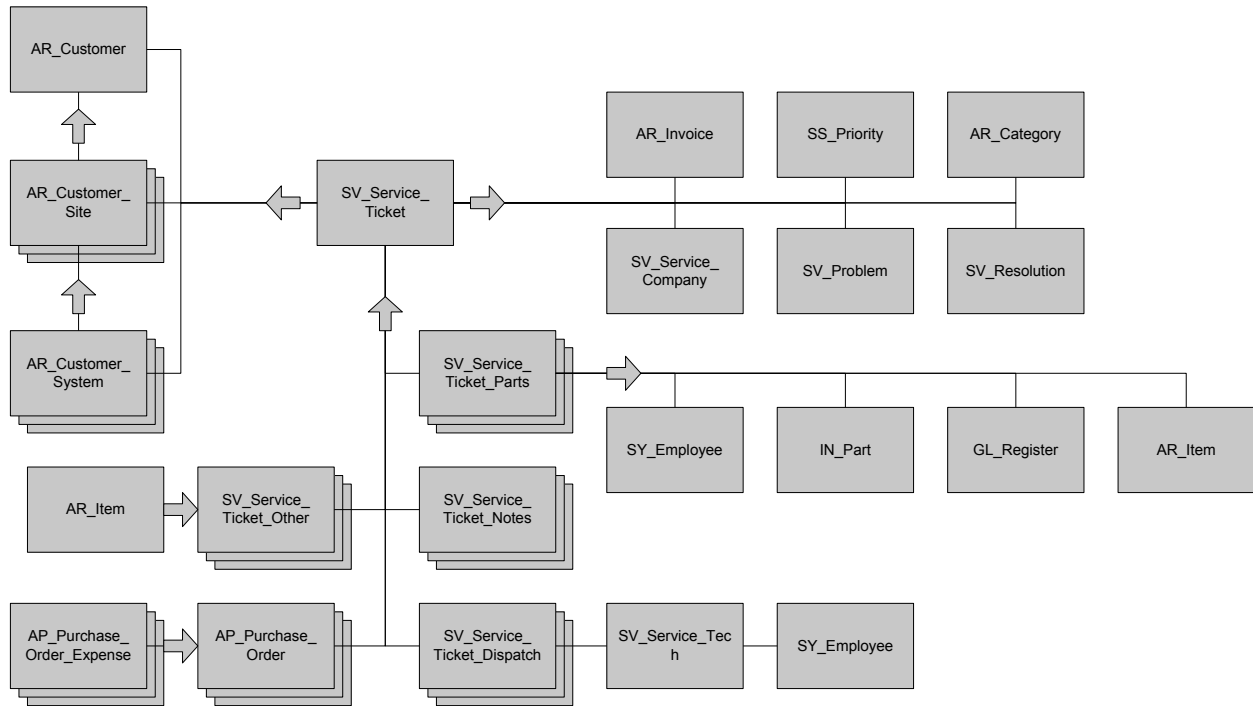 AR_Customer
AR_Invoice
SS_Priority
AR_Category
AR_Customer_
Site
SV_Service_
Ticket
SV_Service_
Company
SV_Problem
SV_Resolution
AR_Customer_
System
SV_Service_
Ticket_Parts
SY_Employee
IN_Part
GL_Register
AR_Item
AR_Item
SV_Service_
Ticket_Other
SV_Service_
Ticket_Notes
AP_Purchase_
Order_Expense
AP_Purchase_
Order
SV_Service_
Ticket_Dispatch
SV_Service_Tec
h
SY_Employee